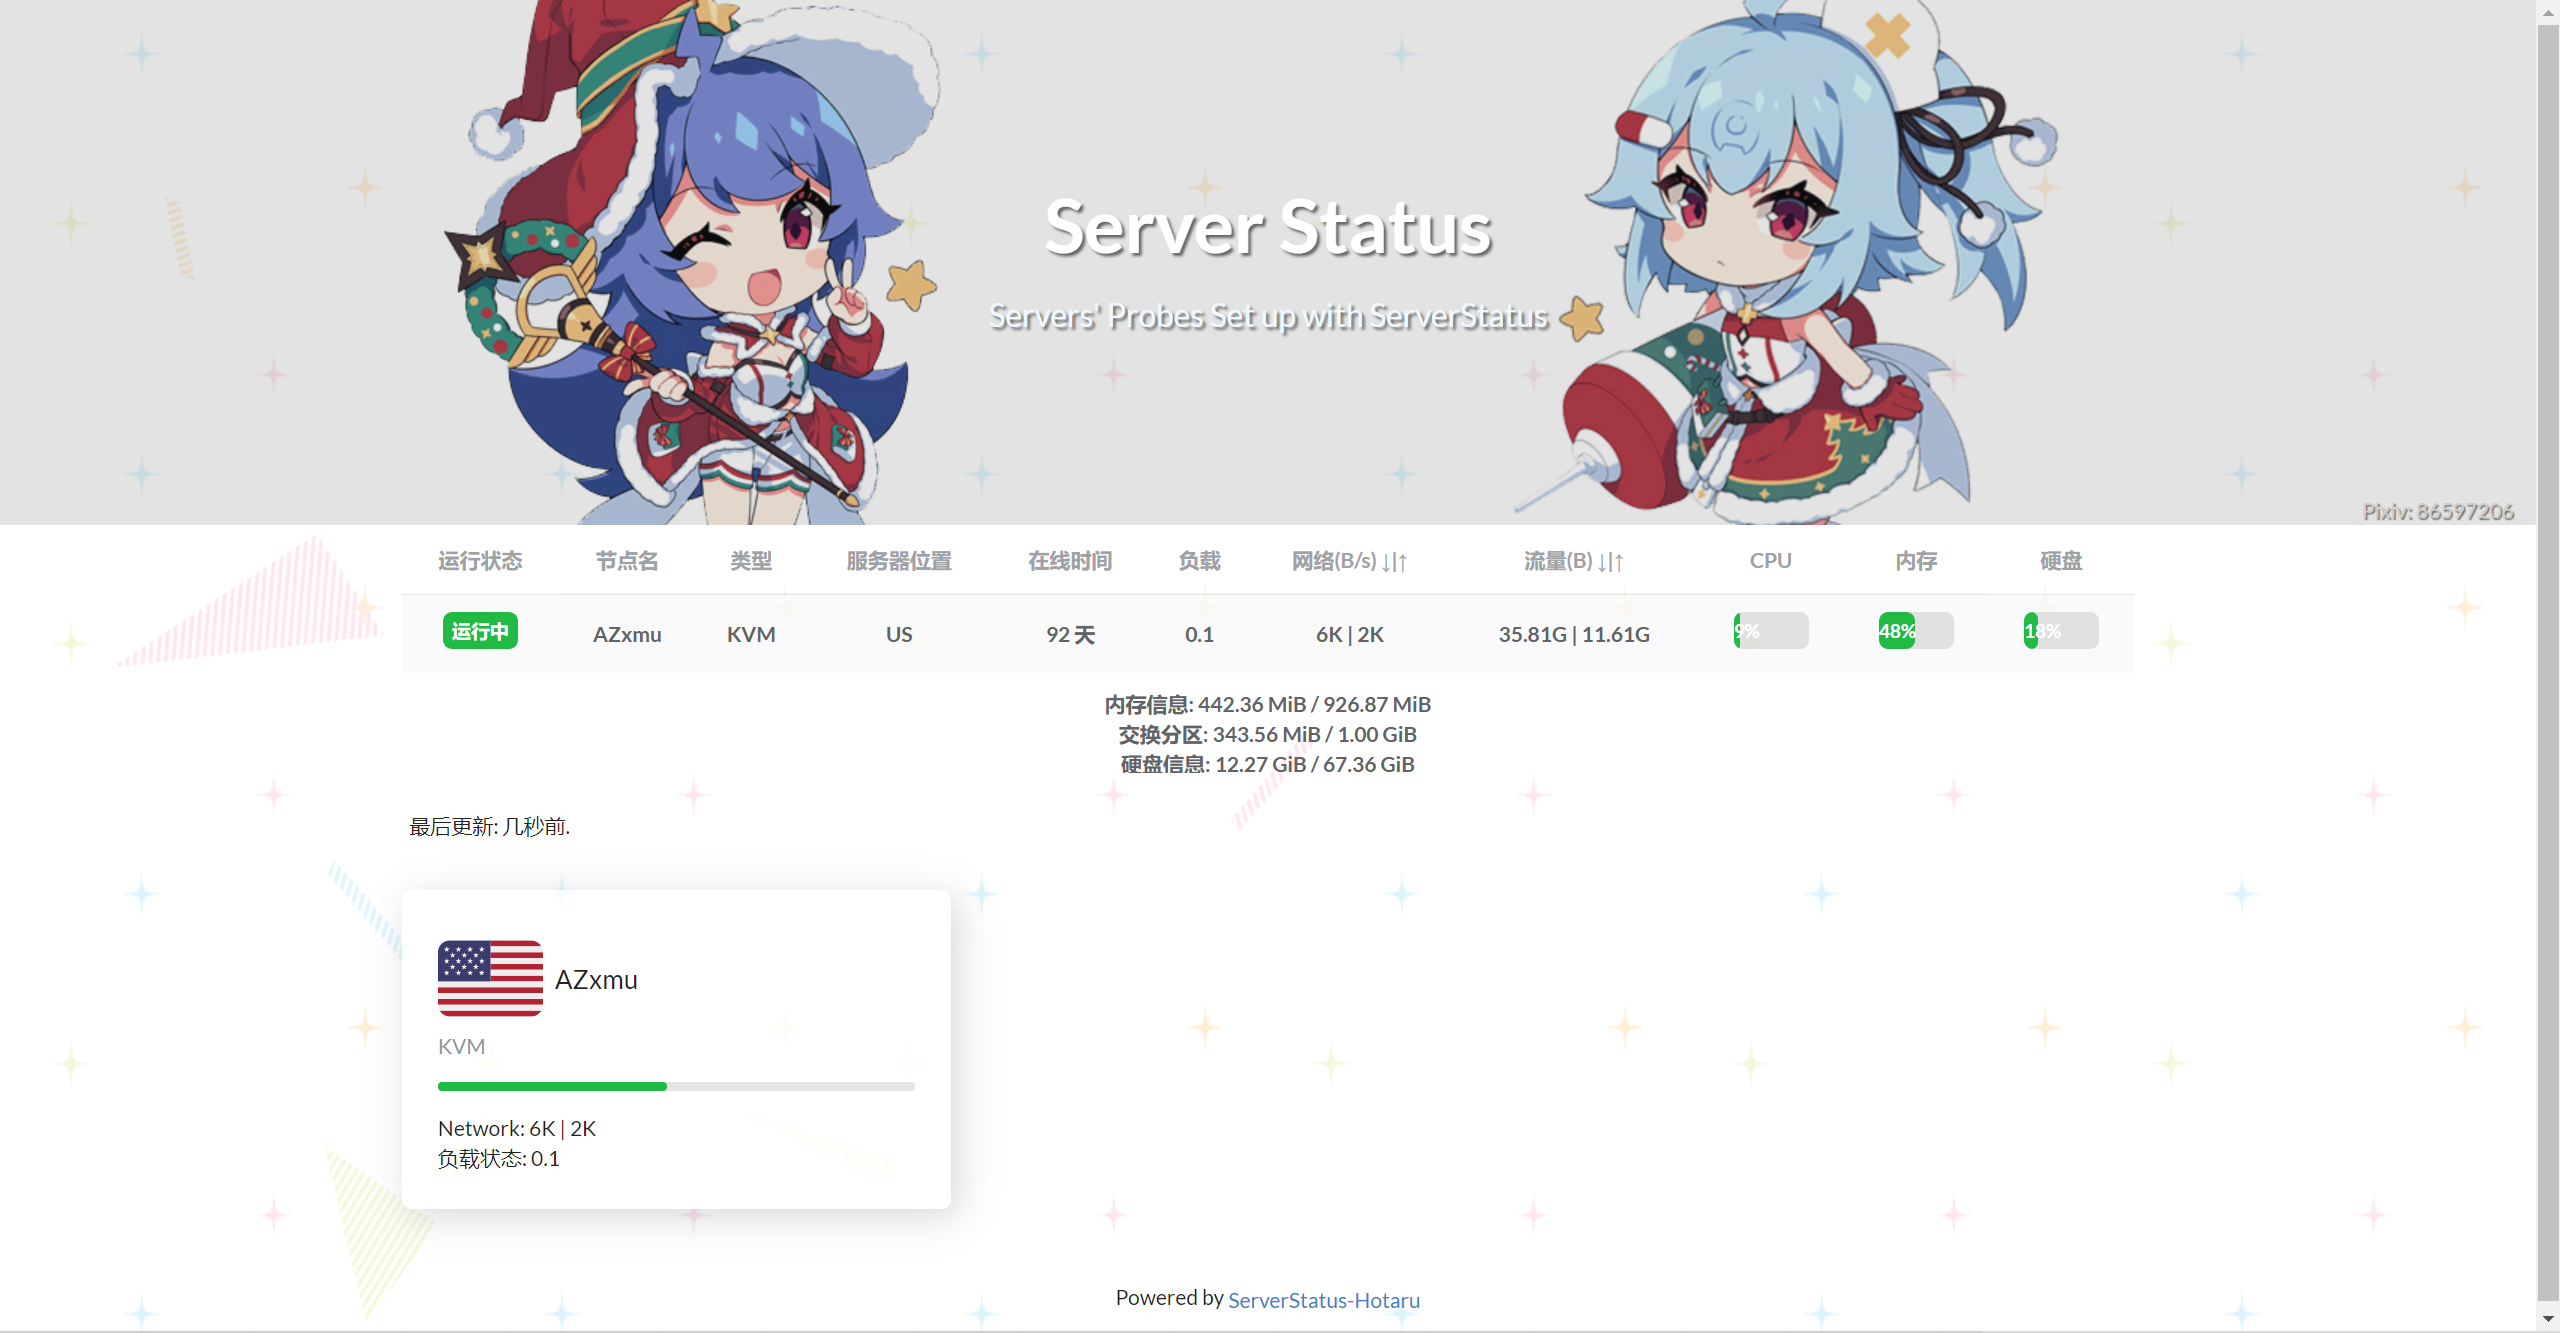 Server Status
Servers' Probes Set up with ServerStatus
Pixiv: 86597206
运行状态 节点名 类型 服务器位置 在线时间 负载 网络(B/s) ↓|↑ 流量(B) ↓|↑ CPU 内存 硬盘
运行中 AZxmu KVM US 92 天 0.1 6K | 2K 35.81G | 11.61G 9% 48% 18%
内存信息: 442.36 MiB / 926.87 MiB
交换分区: 343.56 MiB / 1.00 GiB
硬盘信息: 12.27 GiB / 67.36 GiB
最后更新: 几秒前.
AZxmu
KVM
Network: 6K | 2K
负载状态: 0.1
Powered by ServerStatus-Hotaru